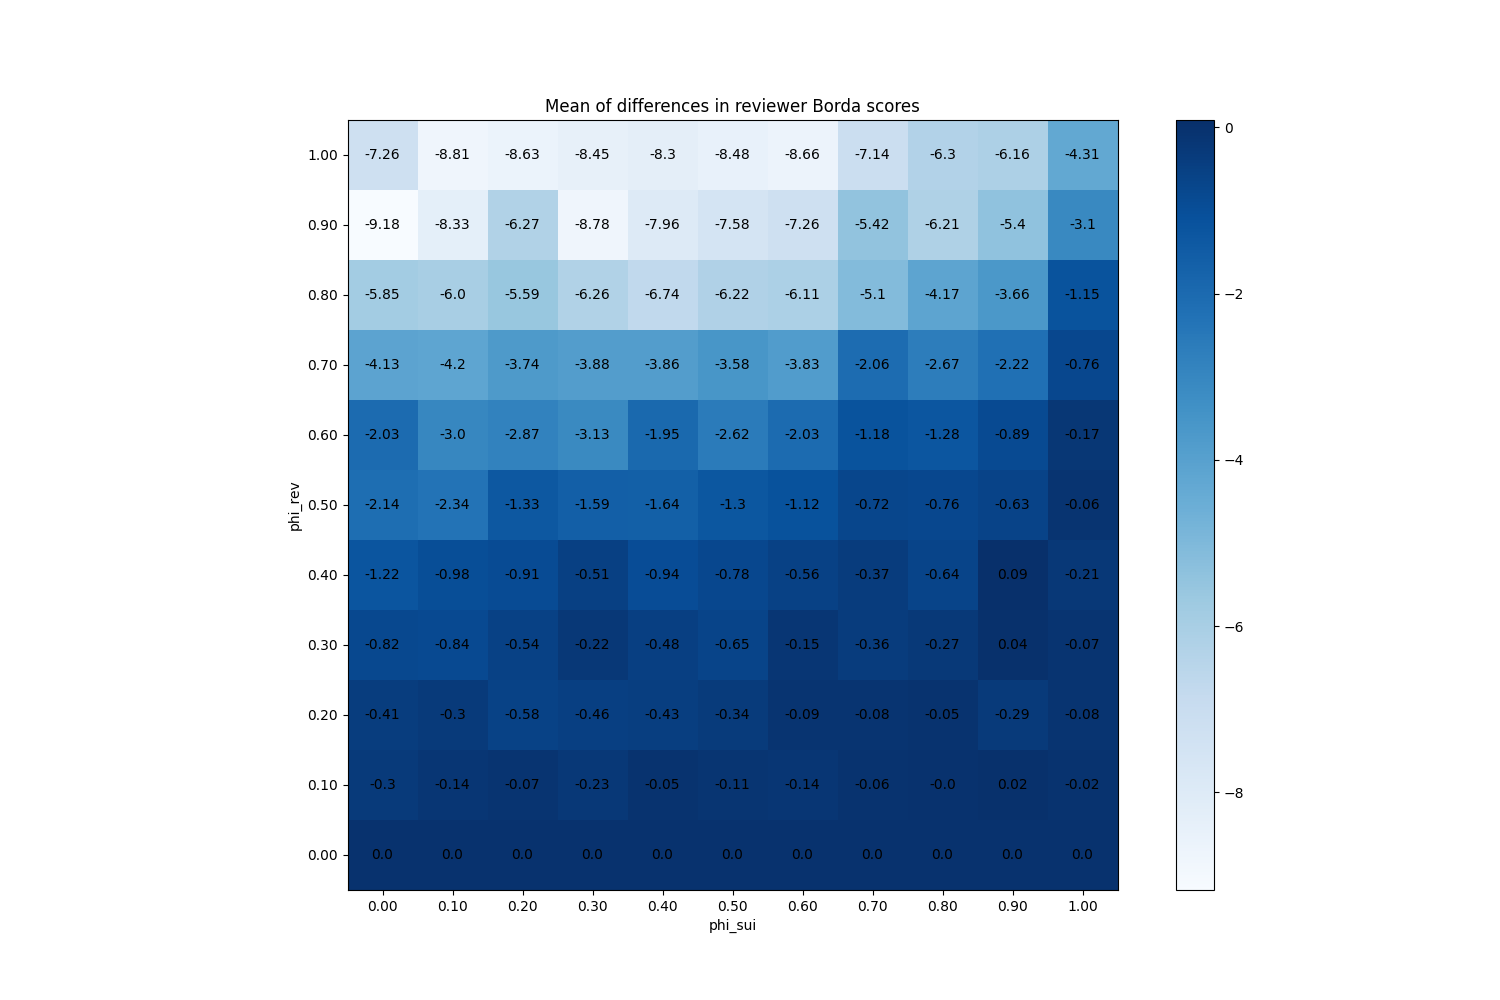 Mean of differences in reviewer Borda scores
1.00 -7.26 -8.81 -8.63 -8.45 -8.3 -8.48 -8.66 -7.14 -6.3 -6.16 -4.31
0.90 -9.18 -8.33 -6.27 -8.78 -7.96 -7.58 -7.26 -5.42 -6.21 -5.4 -3.1
0.80 -5.85 -6.0 -5.59 -6.26 -6.74 -6.22 -6.11 -5.1 -4.17 -3.66 -1.15
0.70 -4.13 -4.2 -3.74 -3.88 -3.86 -3.58 -3.83 -2.06 -2.67 -2.22 -0.76
0.60 -2.03 -3.0 -2.87 -3.13 -1.95 -2.62 -2.03 -1.18 -1.28 -0.89 -0.17
0.50 -2.14 -2.34 -1.33 -1.59 -1.64 -1.3 -1.12 -0.72 -0.76 -0.63 -0.06
0.40 -1.22 -0.98 -0.91 -0.51 -0.94 -0.78 -0.56 -0.37 -0.64 0.09 -0.21
0.30 -0.82 -0.84 -0.54 -0.22 -0.48 -0.65 -0.15 -0.36 -0.27 0.04 -0.07
0.20 -0.41 -0.3 -0.58 -0.46 -0.43 -0.34 -0.09 -0.08 -0.05 -0.29 -0.08
0.10 -0.3 -0.14 -0.07 -0.23 -0.05 -0.11 -0.14 -0.06 -0.0 0.02 -0.02
0.00 0.0 0.0 0.0 0.0 0.0 0.0 0.0 0.0 0.0 0.0 0.0
0.00 0.10 0.20 0.30 0.40 0.50 0.60 0.70 0.80 0.90 1.00
phi_sui
phi_rev
0
−2
−4
−6
−8